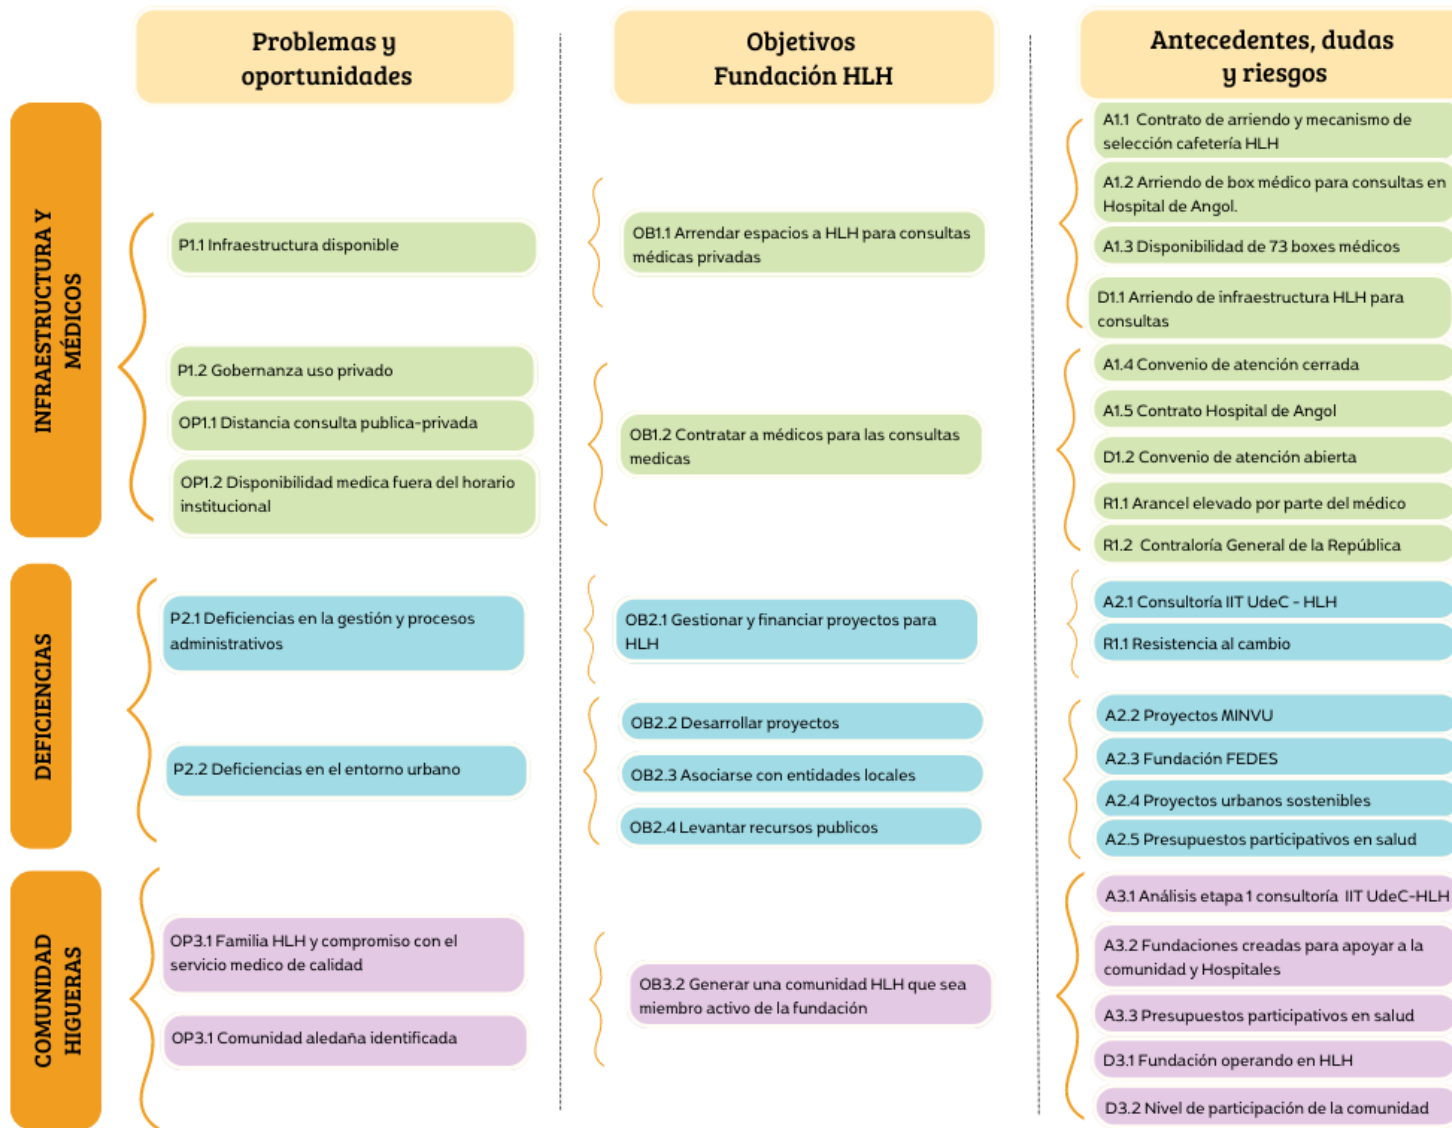 Problemas y
oportunidades
Objetivos
Fundación HLH
Antecedentes, dudas
y riesgos
INFRAESTRUCTURA Y
MÉDICOS
P1.1 Infraestructura disponible
P1.2 Gobernanza uso privado
OP1.1 Distancia consulta publica-privada
OP1.2 Disponibilidad medica fuera del horario
institucional
OB1.1 Arrendar espacios a HLH para consultas
médicas privadas
OB1.2 Contratar a médicos para las consultas
medicas
A1.1 Contrato de arriendo y mecanismo de
selección cafetería HLH
A1.2 Arriendo de box médico para consultas en
Hospital de Angol.
A1.3 Disponibilidad de 73 boxes médicos
D1.1 Arriendo de infraestructura HLH para
consultas
A1.4 Convenio de atención cerrada
A1.5 Contrato Hospital de Angol
D1.2 Convenio de atención abierta
R1.1 Arancel elevado por parte del médico
R1.2 Contraloría General de la República
DEFICIENCIAS
P2.1 Deficiencias en la gestión y procesos
administrativos
P2.2 Deficiencias en el entorno urbano
OB2.1 Gestionar y financiar proyectos para
HLH
OB2.2 Desarrollar proyectos
OB2.3 Asociarse con entidades locales
OB2.4 Levantar recursos publicos
A2.1 Consultoría IIT UdeC - HLH
R1.1 Resistencia al cambio
A2.2 Proyectos MINVU
A2.3 Fundación FEDES
A2.4 Proyectos urbanos sostenibles
A2.5 Presupuestos participativos en salud
COMUNIDAD
HIGUERAS
OP3.1 Familia HLH y compromiso con el
servicio medico de calidad
OP3.1 Comunidad aledaña identificada
OB3.2 Generar una comunidad HLH que sea
miembro activo de la fundación
A3.1 Análisis etapa 1 consultoría IIT UdeC-HLH
A3.2 Fundaciones creadas para apoyar a la
comunidad y Hospitales
A3.3 Presupuestos participativos en salud
D3.1 Fundación operando en HLH
D3.2 Nivel de participación de la comunidad